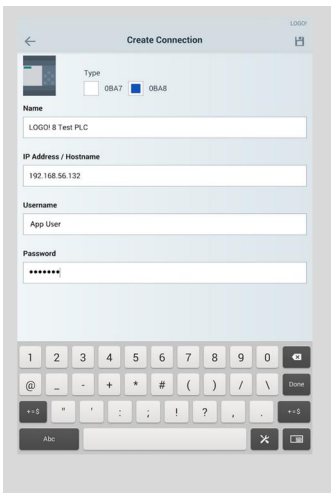 LOGO!
Create Connection
Type
0BA7 0BA8
Name
LOGO! 8 Test PLC
IP Address / Hostname
192.168.56.132
Username
App User
Password
•••••••
1 2 3 4 5 6 7 8 9 0
@ _ - + * # ( ) / \ Done
+=$ " ' : ; ! ? , . +=$
Abc